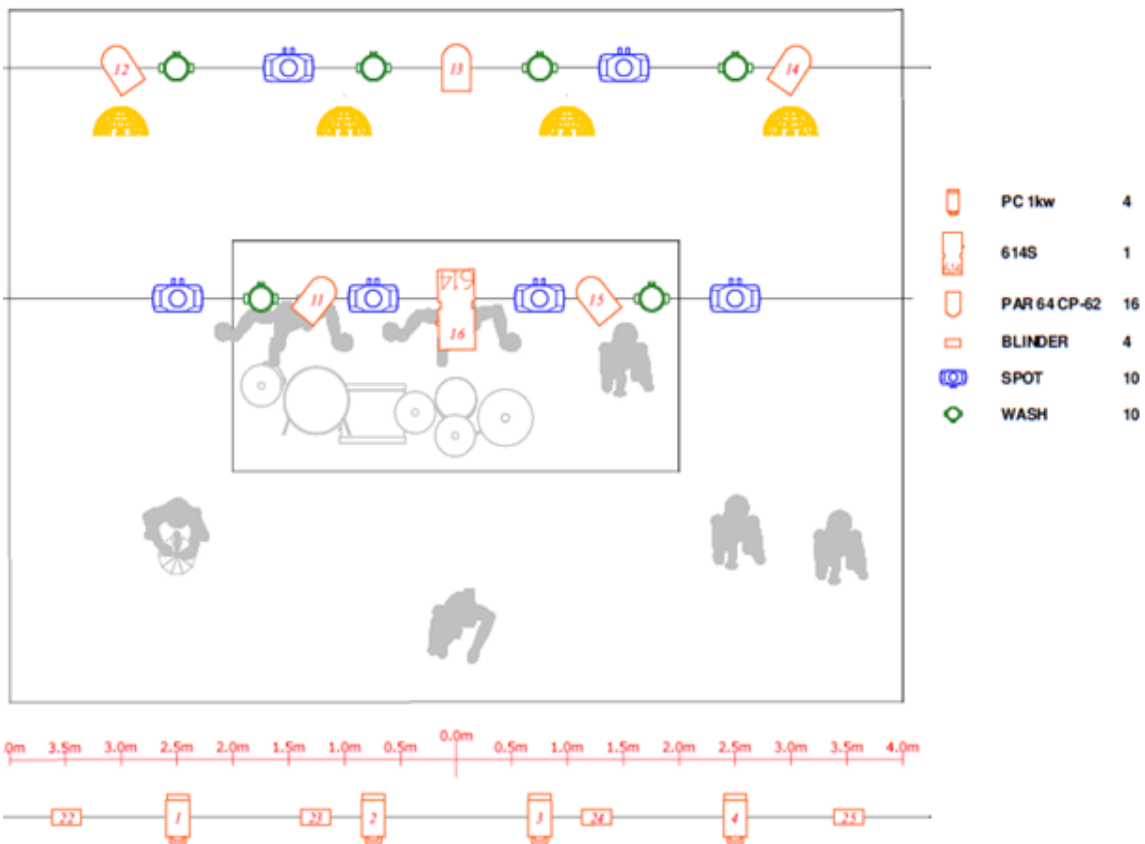 12
13
14
PC 1kw 4
614S 1
614
PAR 64 CP-62 16
11
614
15
BLINDER 4
16
SPOT 10
WASH 10
0.0m
.0m 3.5m 3.0m 2.5m 2.0m 1.5m 1.0m 0.5m 0.5m 1.0m 1.5m 2.0m 2.5m 3.0m 3.5m 4.0m
22 1 23 2 3 24 4 25